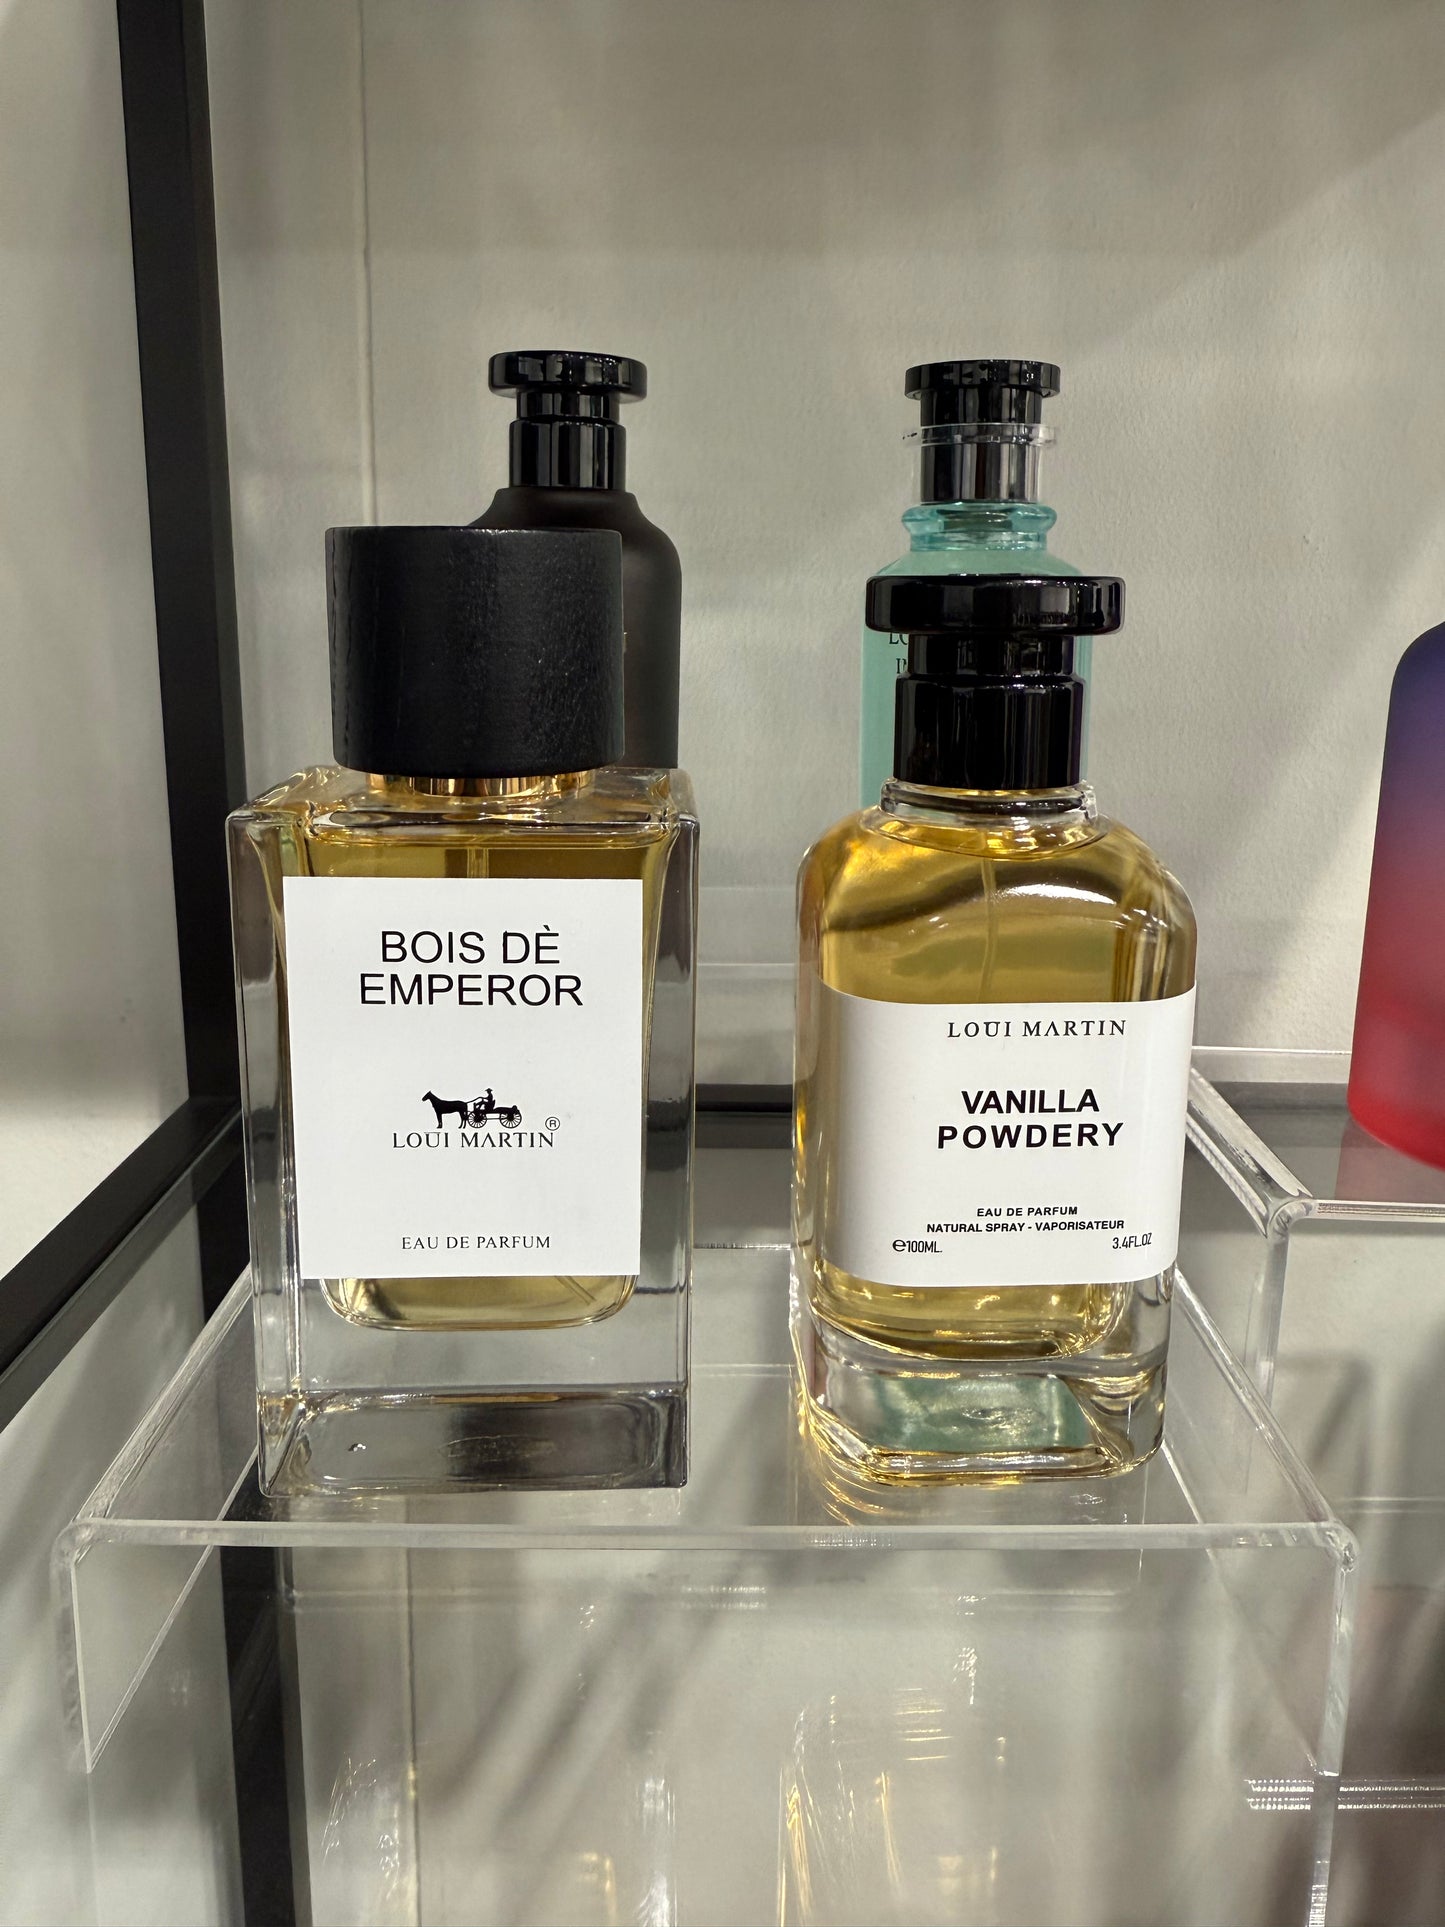 BOIS DÈ
EMPEROR
LOUI MARTIN ®
EAU DE PARFUM
LOUI MARTIN
VANILLA
POWDERY
EAU DE PARFUM
NATURAL SPRAY - VAPORISATEUR
℮100ML. 3.4FL.OZ